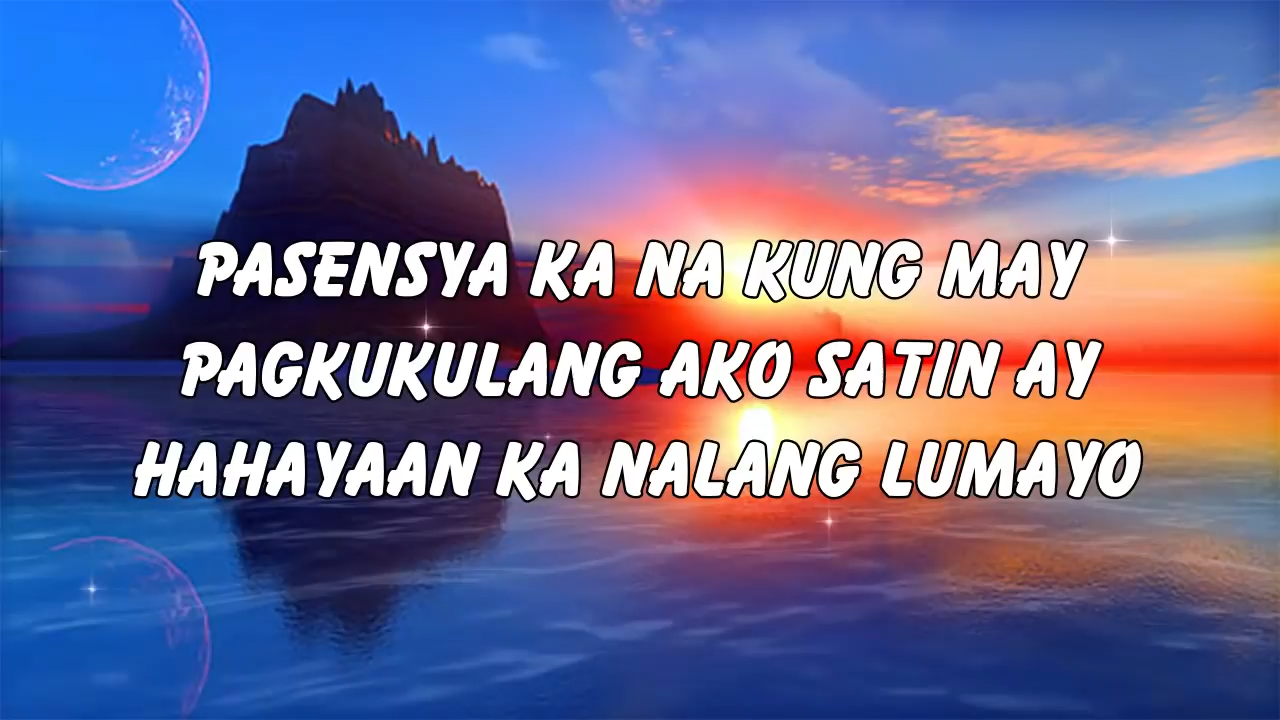 PASENSYA KA NA KUNG MAY
PAGKUKULANG AKO SATIN AY
HAHAYAAN KA NALANG LUMAYO